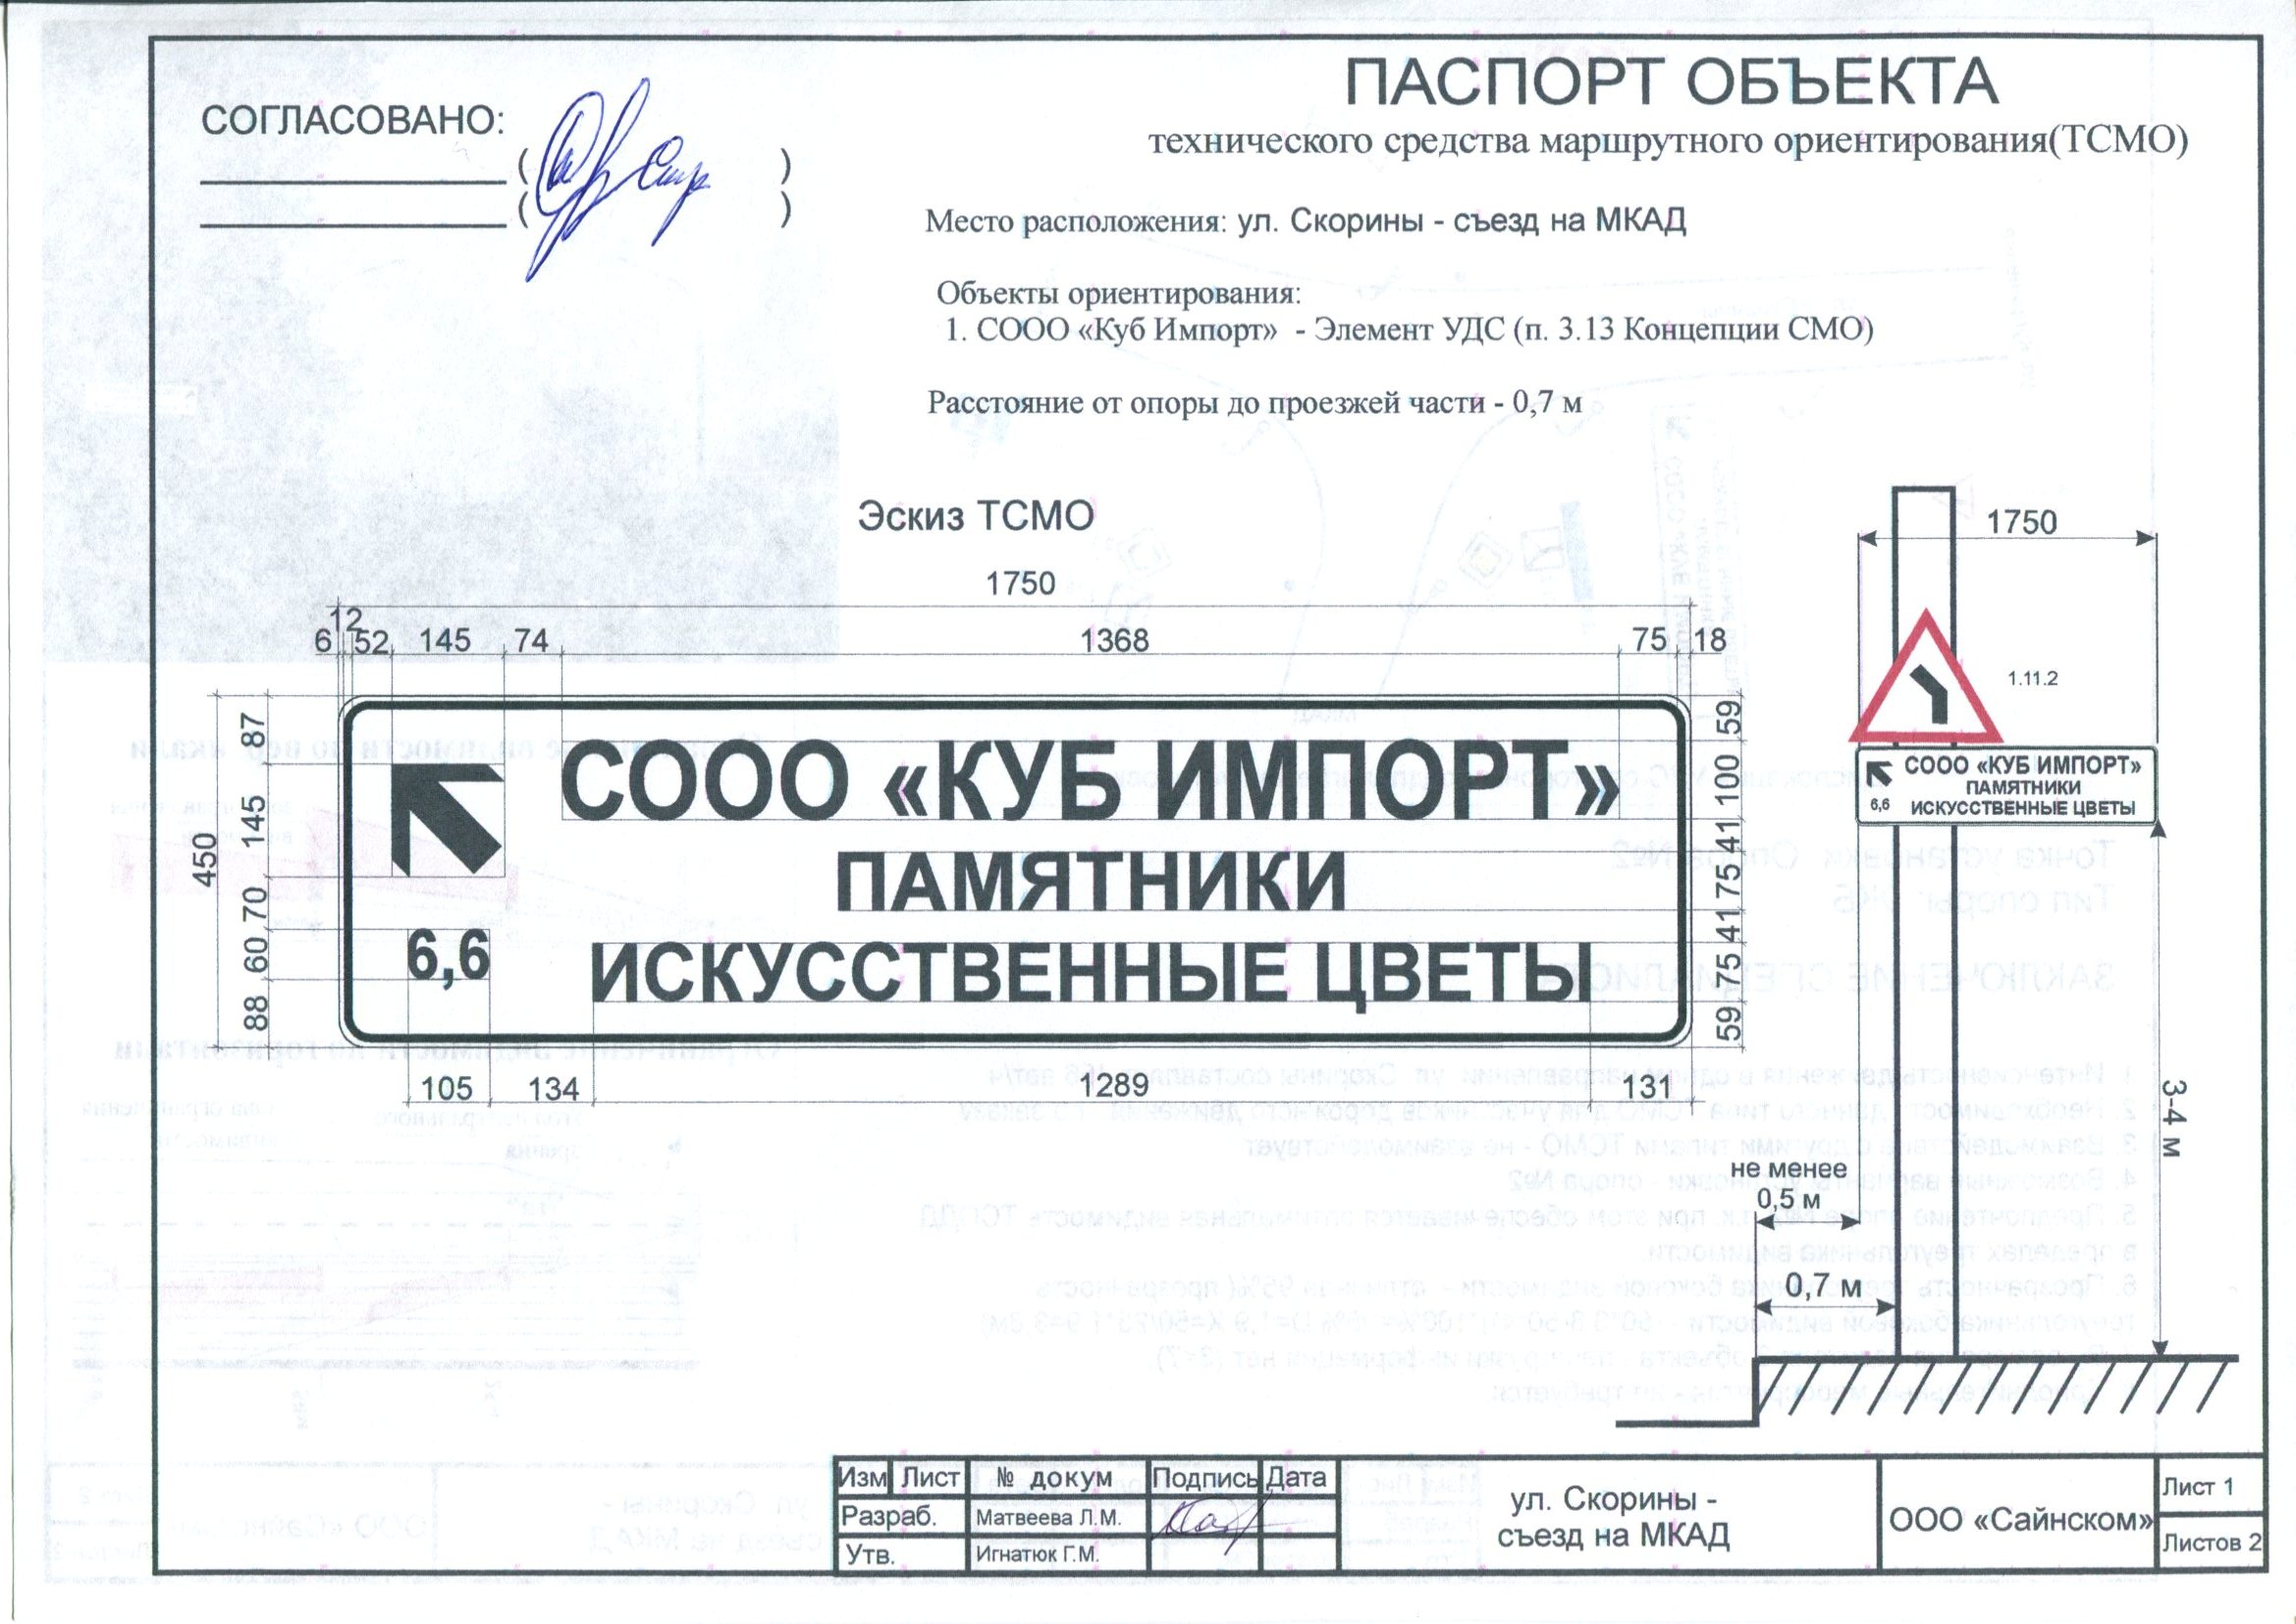 ПАСПОРТ ОБЪЕКТА
технического средства маршрутного ориентирования(ТСМО)
СОГЛАСОВАНО:
( )
( )
Место расположения: ул. Скорины - съезд на МКАД
Объекты ориентирования:
1. СООО «Куб Импорт» - Элемент УДС (п. 3.13 Концепции СМО)
Расстояние от опоры до проезжей части - 0,7 м
Эскиз ТСМО
1750
12
6 52 145 74 1368 75 18
450
87 145 70 60 88
СООО «КУБ ИМПОРТ»
ПАМЯТНИКИ
6,6
ИСКУССТВЕННЫЕ ЦВЕТЫ
59 100 41 75 41 75 59
105 134 1289 131
1750
1.11.2
СООО «КУБ ИМПОРТ»
ПАМЯТНИКИ
6,6 ИСКУССТВЕННЫЕ ЦВЕТЫ
3-4 м
не менее
0,5 м
0,7 м
Изм Лист № докум Подпись Дата
Разраб. Матвеева Л.М.
Утв. Игнатюк Г.М.
ул. Скорины -
съезд на МКАД
ООО «Сайнском»
Лист 1
Листов 2